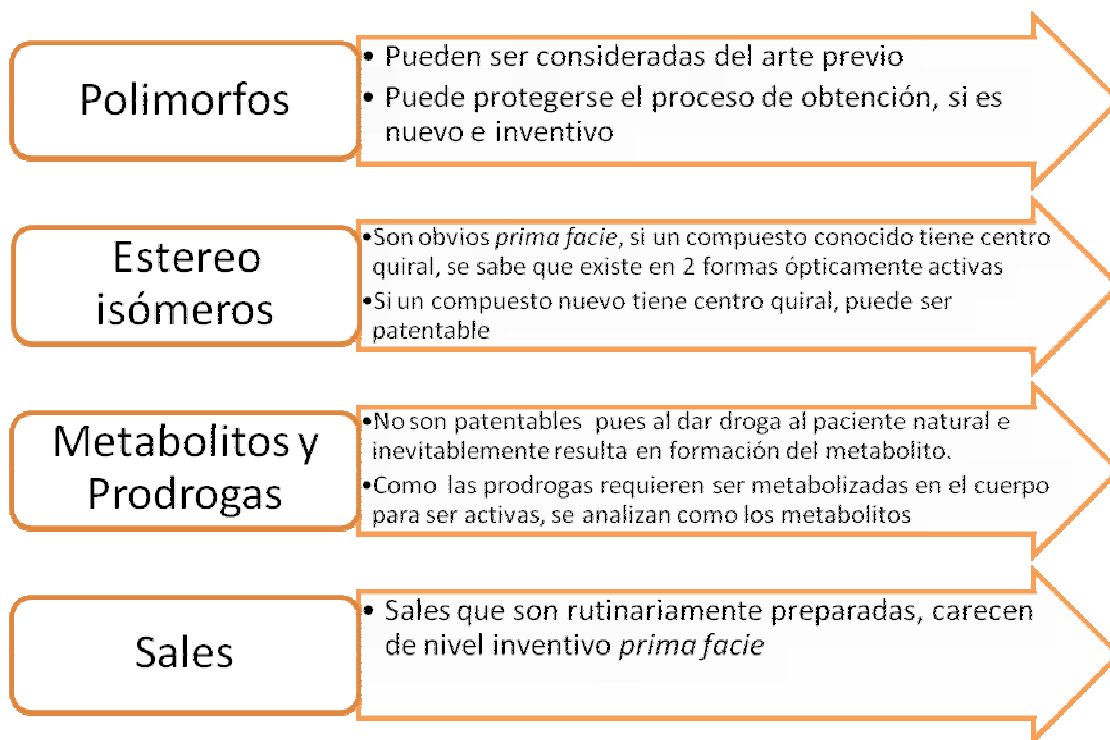 Polimorfos
• Pueden ser consideradas del arte previo
• Puede protegerse el proceso de obtención, si es
nuevo e inventivo
Estereo
isómeros
•Son obvios prima facie, si un compuesto conocido tiene centro
quiral, se sabe que existe en 2 formas ópticamente activas
•Si un compuesto nuevo tiene centro quiral, puede ser
patentable
Metabolitos y
Prodrogas
•No son patentables pues al dar droga al paciente natural e
inevitablemente resulta en formación del metabolito.
•Como las prodrogas requieren ser metabolizadas en el cuerpo
para ser activas, se analizan como los metabolitos
Sales
• Sales que son rutinariamente preparadas, carecen
de nivel inventivo prima facie